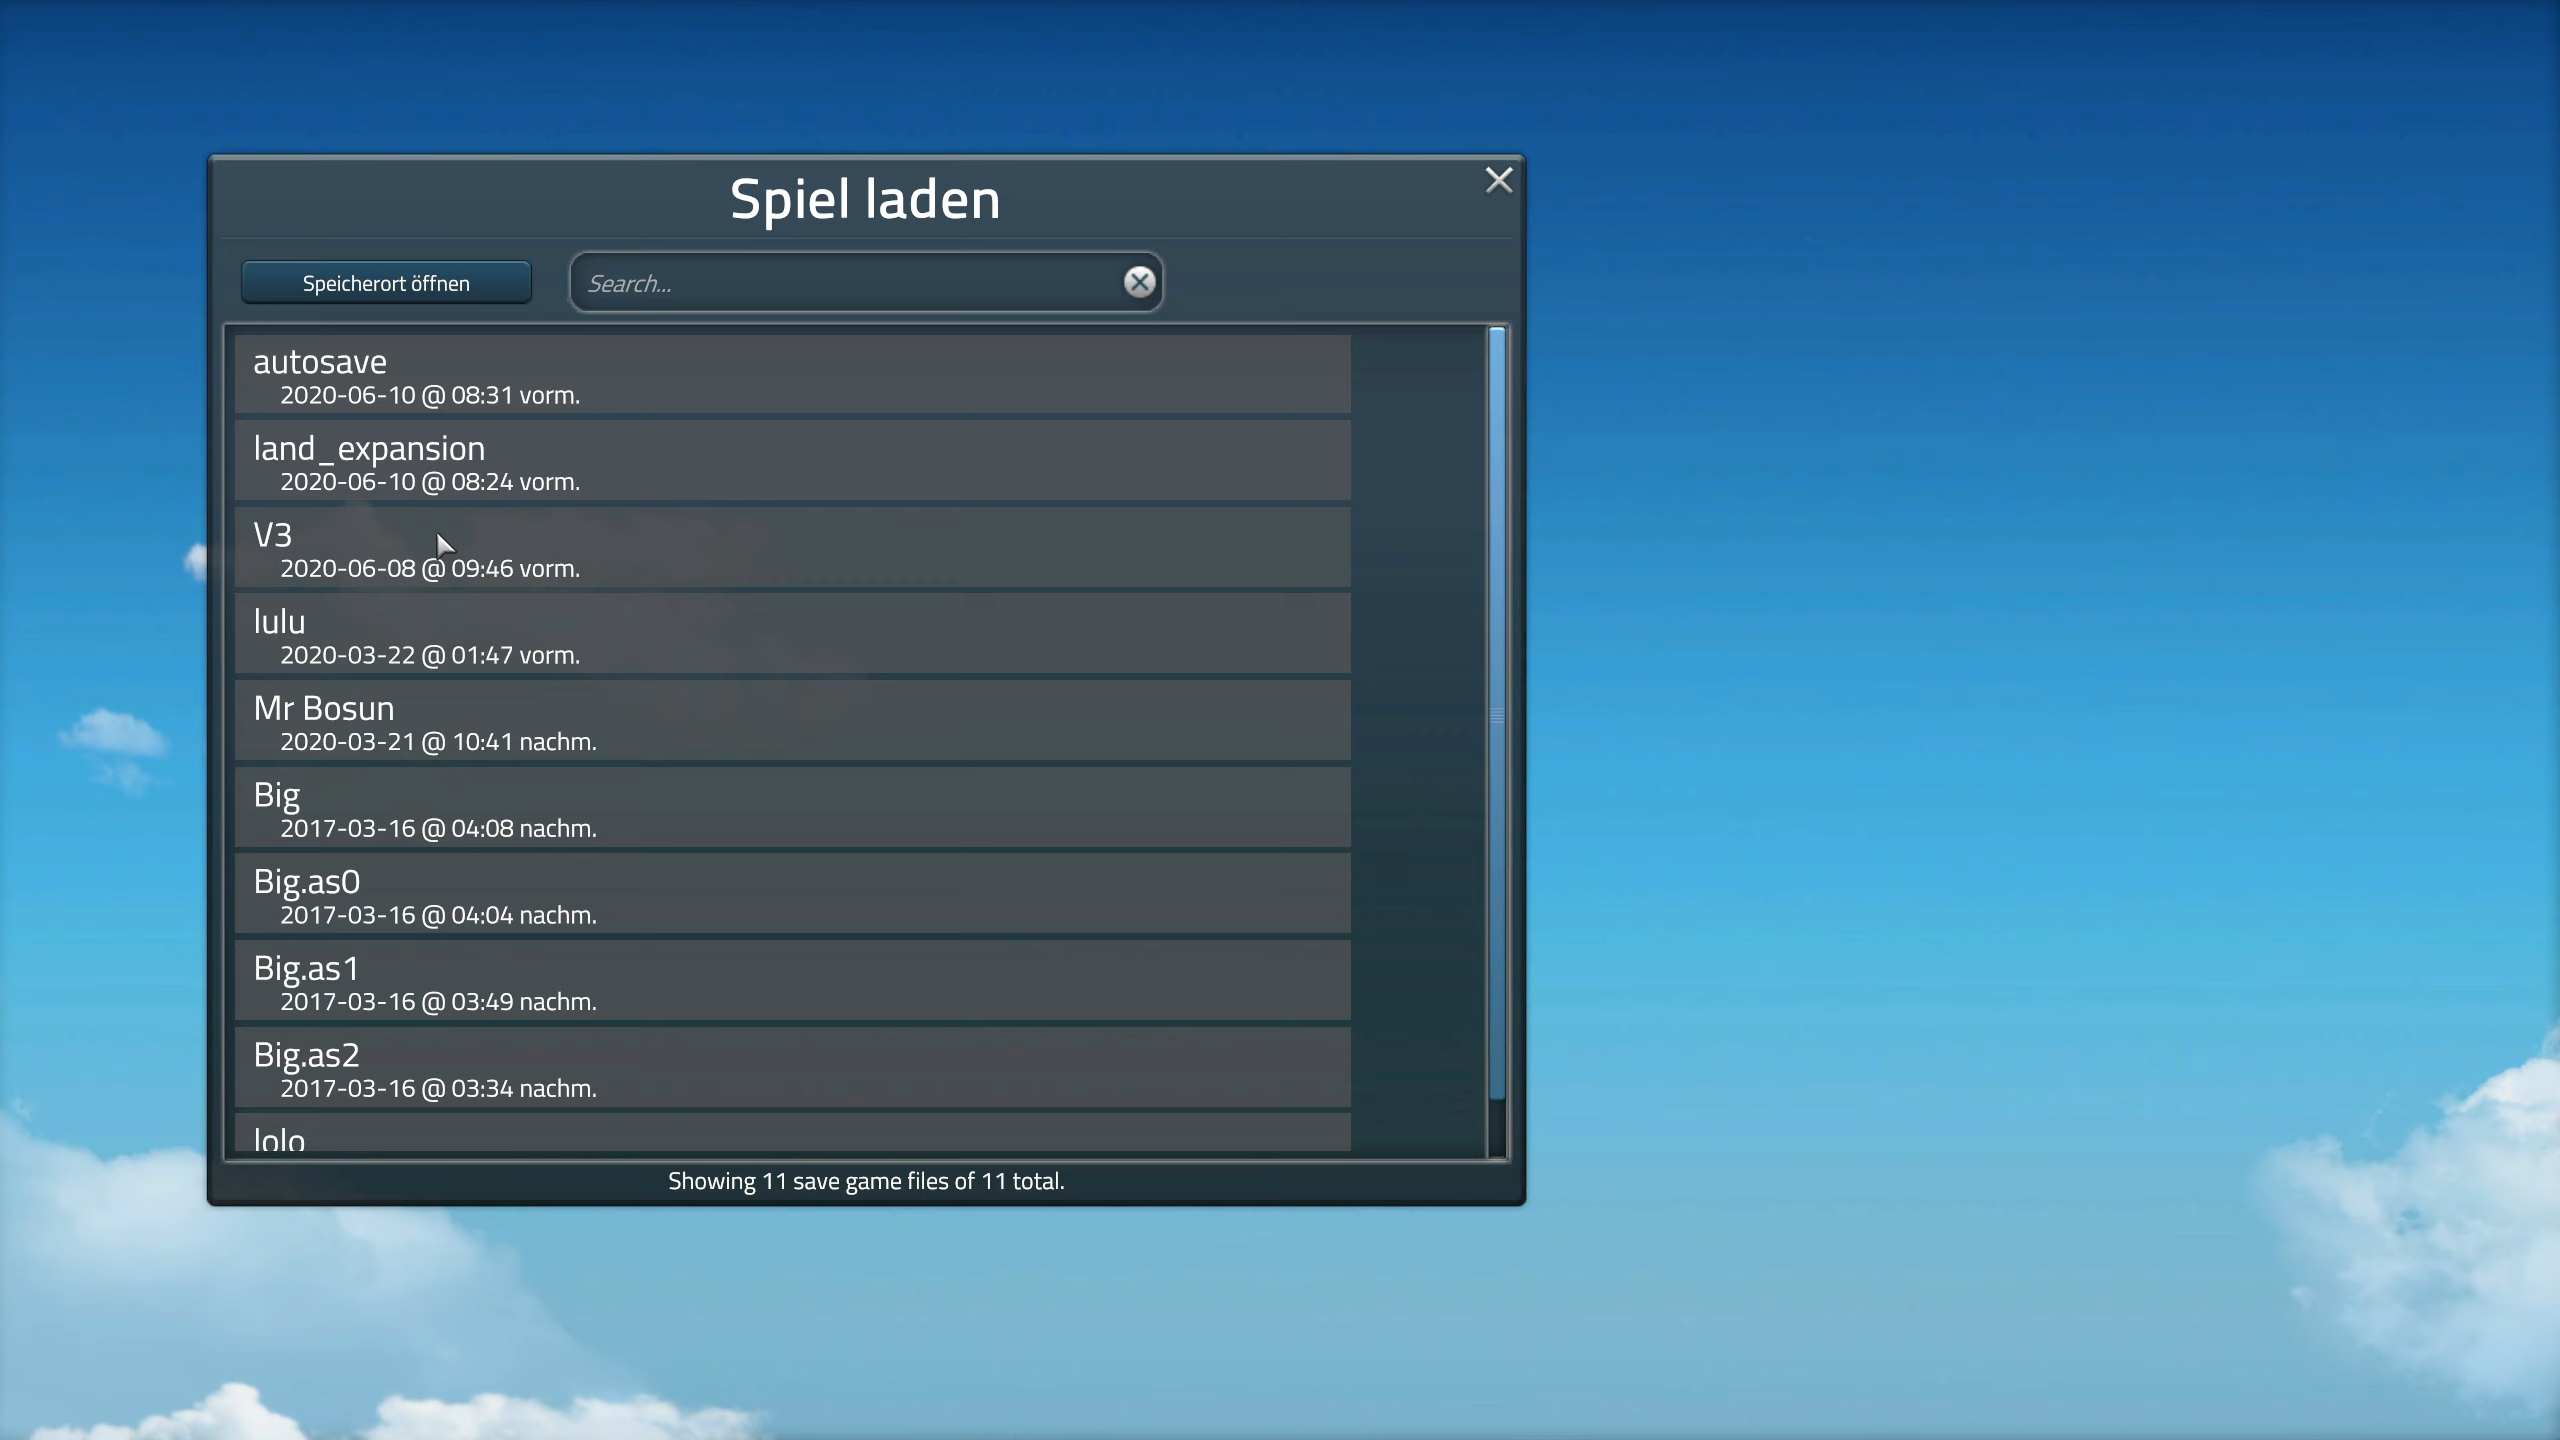 Spiel laden
Speicherort öffnen
Search...
autosave
2020-06-10 @ 08:31 vorm.
land_expansion
2020-06-10 @ 08:24 vorm.
V3
2020-06-08 @ 09:46 vorm.
lulu
2020-03-22 @ 01:47 vorm.
Mr Bosun
2020-03-21 @ 10:41 nachm.
Big
2017-03-16 @ 04:08 nachm.
Big.as0
2017-03-16 @ 04:04 nachm.
Big.as1
2017-03-16 @ 03:49 nachm.
Big.as2
2017-03-16 @ 03:34 nachm.
lolo
Showing 11 save game files of 11 total.